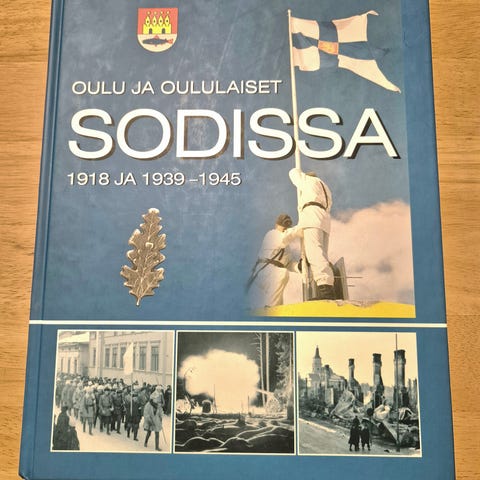 OULU JA OULULAISET
SODISSA
1918 JA 1939–1945